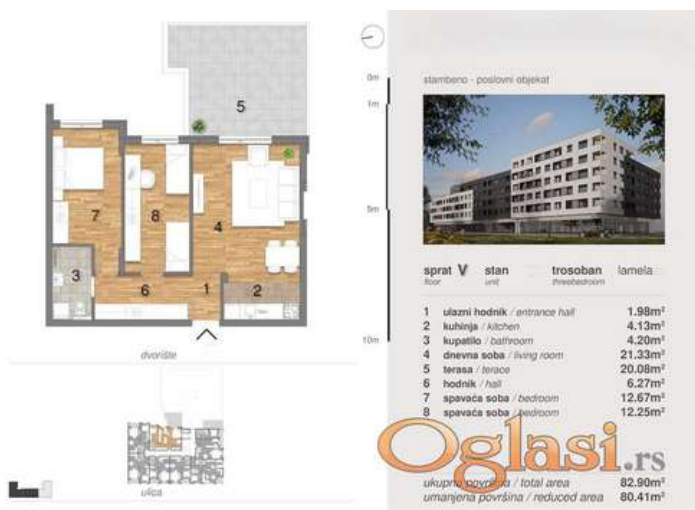 5
7
8
4
3
6
1
2
dvorište
ulica
0m
1m
5m
10m
stambeno - poslovni objekat
sprat V stan trosoban lamela
floor unit threebedroom
1 ulazni hodnik / entrance hall 1.98m²
2 kuhinja / kitchen 4.13m²
3 kupatilo / bathroom 4.20m²
4 dnevna soba / living room 21.33m²
5 terasa / terace 20.08m²
6 hodnik / hall 6.27m²
7 spavaća soba / bedroom 12.67m²
8 spavaća soba / bedroom 12.25m²
Oglasi.rs
ukupna površina / total area 82.90m²
umanjena površina / reduced area 80.41m²